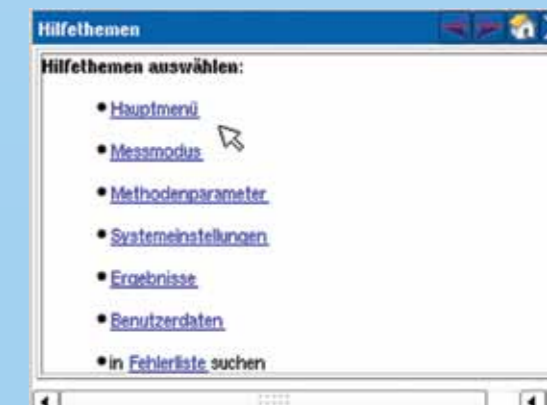 Hilfethemen
Hilfethemen auswählen:
Hauptmenü
Messmodus
Methodenparameter
Systemeinstellungen
Ergebnisse
Benutzerdaten
in Fehlerliste suchen